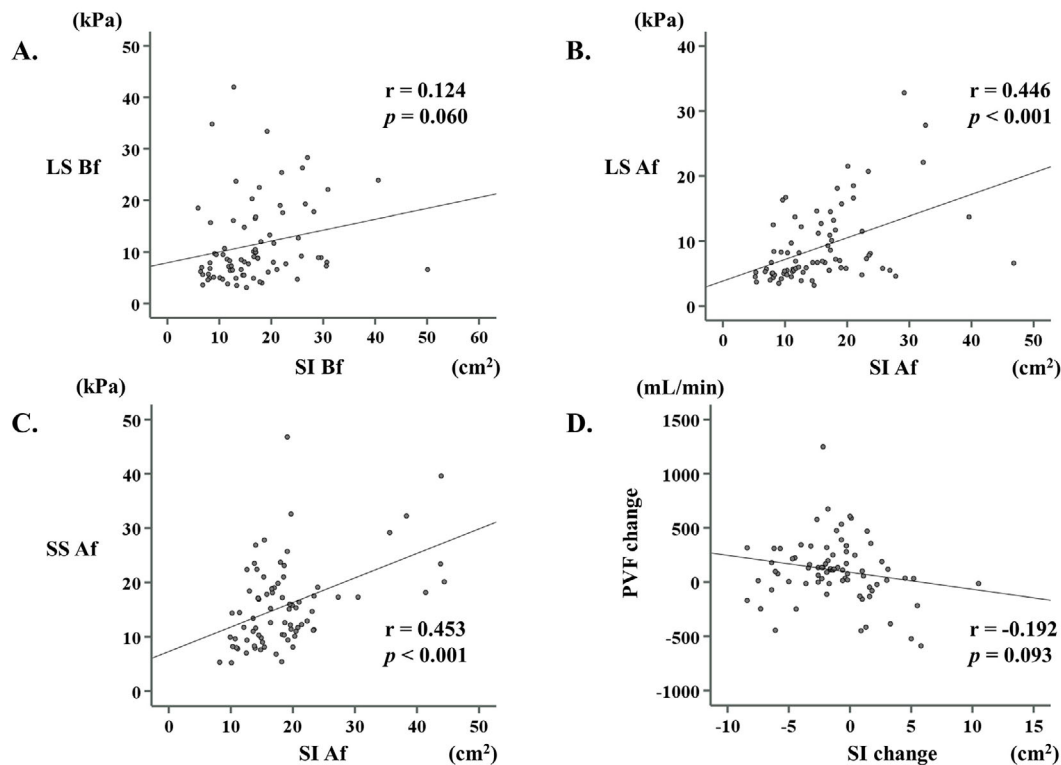 (kPa)
A.
50
40
30
20
10
0
LS Bf
r = 0.124
p = 0.060
0 10 20 30 40 50 60
SI Bf (cm²)
(kPa)
B.
40
30
20
10
0
LS Af
r = 0.446
p < 0.001
0 10 20 30 40 50
SI Af (cm²)
(kPa)
C.
50
40
30
20
10
0
SS Af
r = 0.453
p < 0.001
0 10 20 30 40 50
SI Af (cm²)
(mL/min)
D.
1500
1000
500
0
-500
-1000
PVF change
r = -0.192
p = 0.093
-10 -5 0 5 10 15
SI change (cm²)